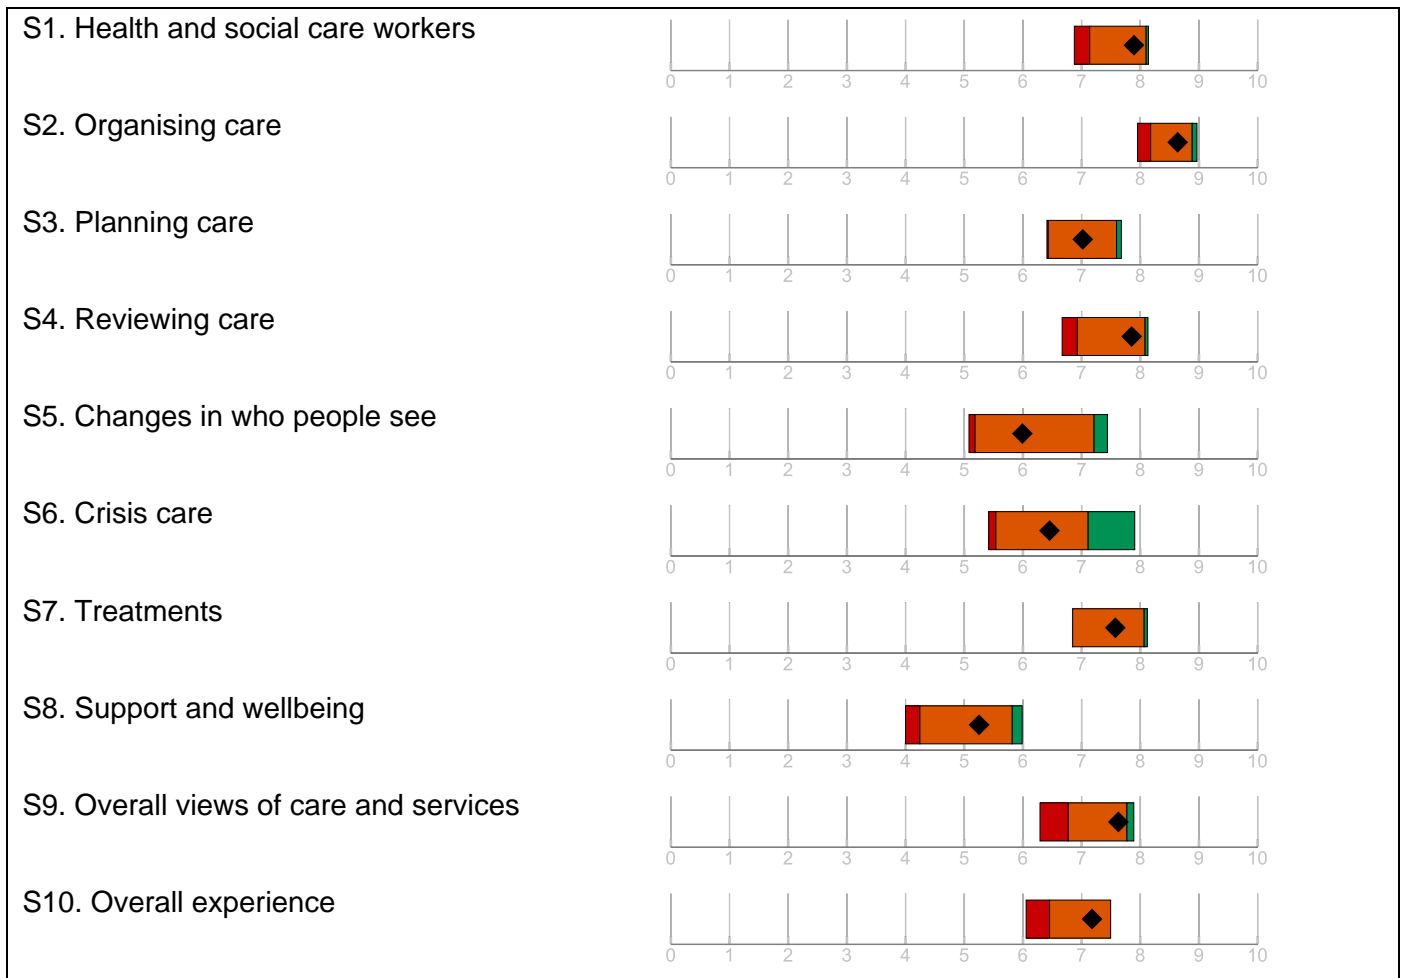 S1. Health and social care workers
0 1 2 3 4 5 6 7 8 9 10
S2. Organising care
0 1 2 3 4 5 6 7 8 9 10
S3. Planning care
0 1 2 3 4 5 6 7 8 9 10
S4. Reviewing care
0 1 2 3 4 5 6 7 8 9 10
S5. Changes in who people see
0 1 2 3 4 5 6 7 8 9 10
S6. Crisis care
0 1 2 3 4 5 6 7 8 9 10
S7. Treatments
0 1 2 3 4 5 6 7 8 9 10
S8. Support and wellbeing
0 1 2 3 4 5 6 7 8 9 10
S9. Overall views of care and services
0 1 2 3 4 5 6 7 8 9 10
S10. Overall experience
0 1 2 3 4 5 6 7 8 9 10